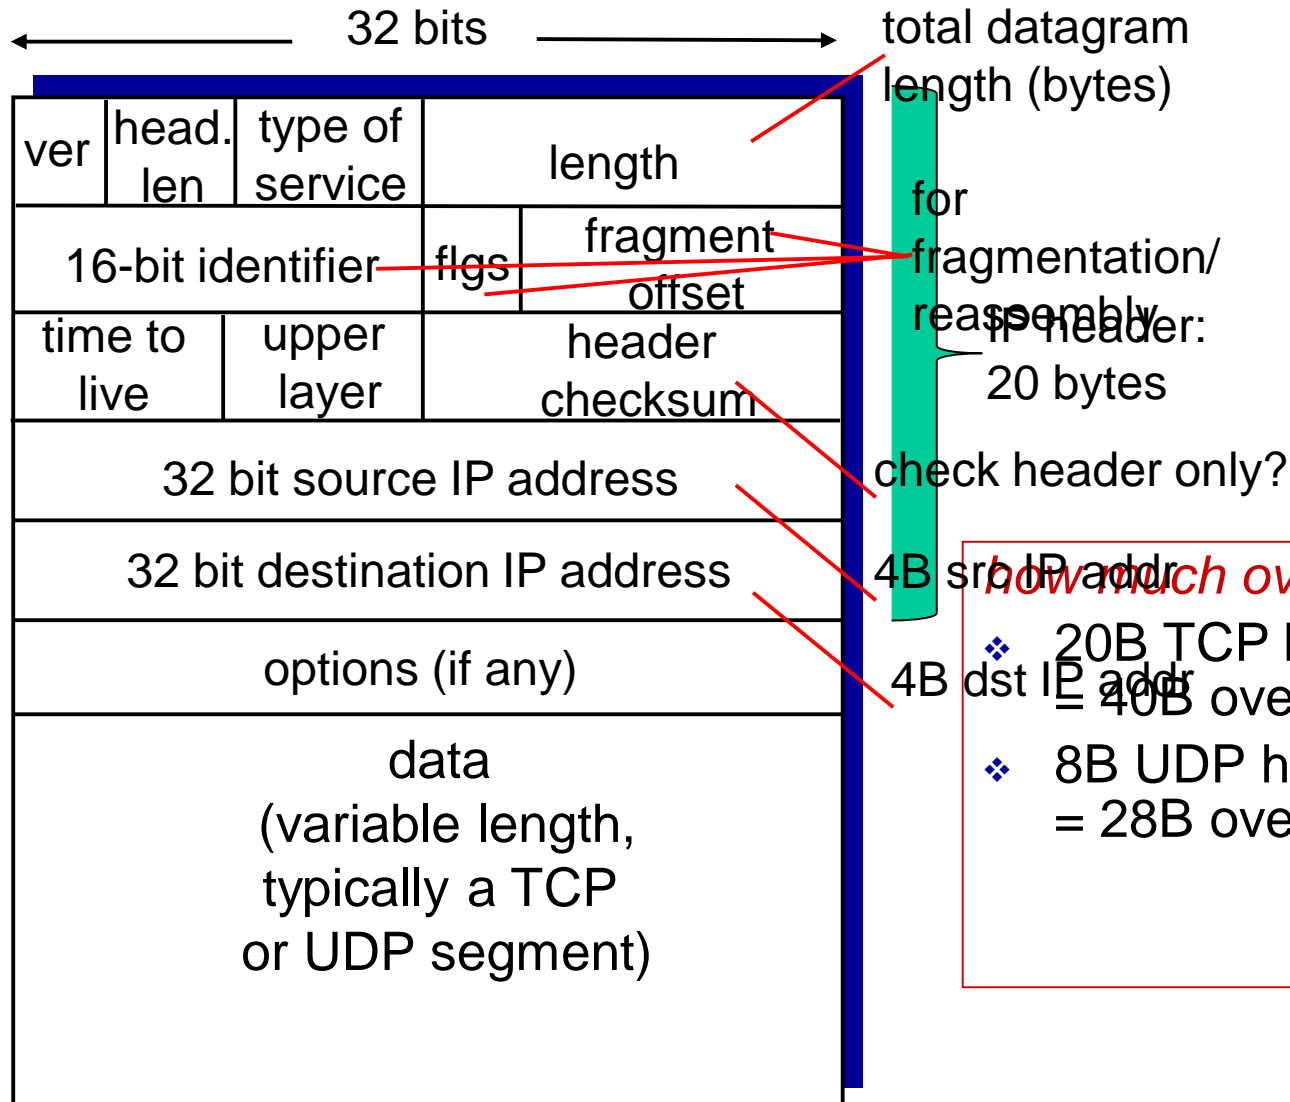 32 bits
total datagram
length (bytes)
ver
head.
len
type of
service
length
for
fragmentation/
reassembly
16-bit identifier
flgs
fragment
offset
time to
live
upper
layer
header
checksum
IP header:
20 bytes
check header only?
32 bit source IP address
32 bit destination IP address
4B src IP addr
how much
options (if any)
4B dst IP addr
20B TCP
= 40B
8B UDP
= 28B
data
(variable length,
typically a TCP
or UDP segment)